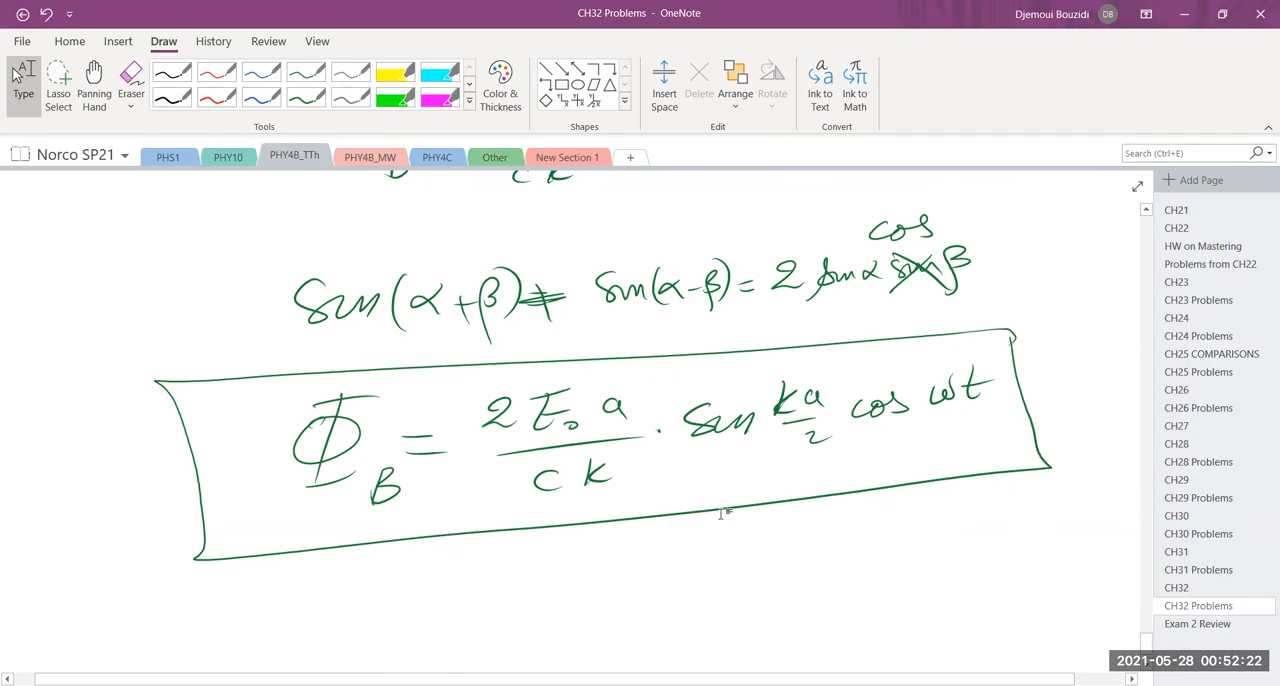 CH32 Problems - OneNote
Djemoui Bouzidi DB
File Home Insert Draw History Review View
Type Lasso Select Panning Hand Eraser Color & Thickness Insert Space Delete Arrange Rotate Ink to Text Ink to Math
Tools Shapes Edit Convert
Norco SP21 PHS1 PHY10 PHY4B_TTh PHY4B_MW PHY4C Other New Section 1 +
Search (Ctrl+E)
Add Page
CH21
CH22
HW on Mastering
Problems from CH22
CH23
CH23 Problems
CH24
CH24 Problems
CH25 COMPARISONS
CH25 Problems
CH26
CH26 Problems
CH27
CH28
CH28 Problems
CH29
CH29 Problems
CH30
CH30 Problems
CH31
CH31 Problems
CH32
CH32 Problems
Exam 2 Review
cos
sin(α+β) - sin(α-β) = 2 sin α β
Φ_B = 2 E₀ a / c k · sin ka/2 cos ωt
2021-05-28 00:52:22